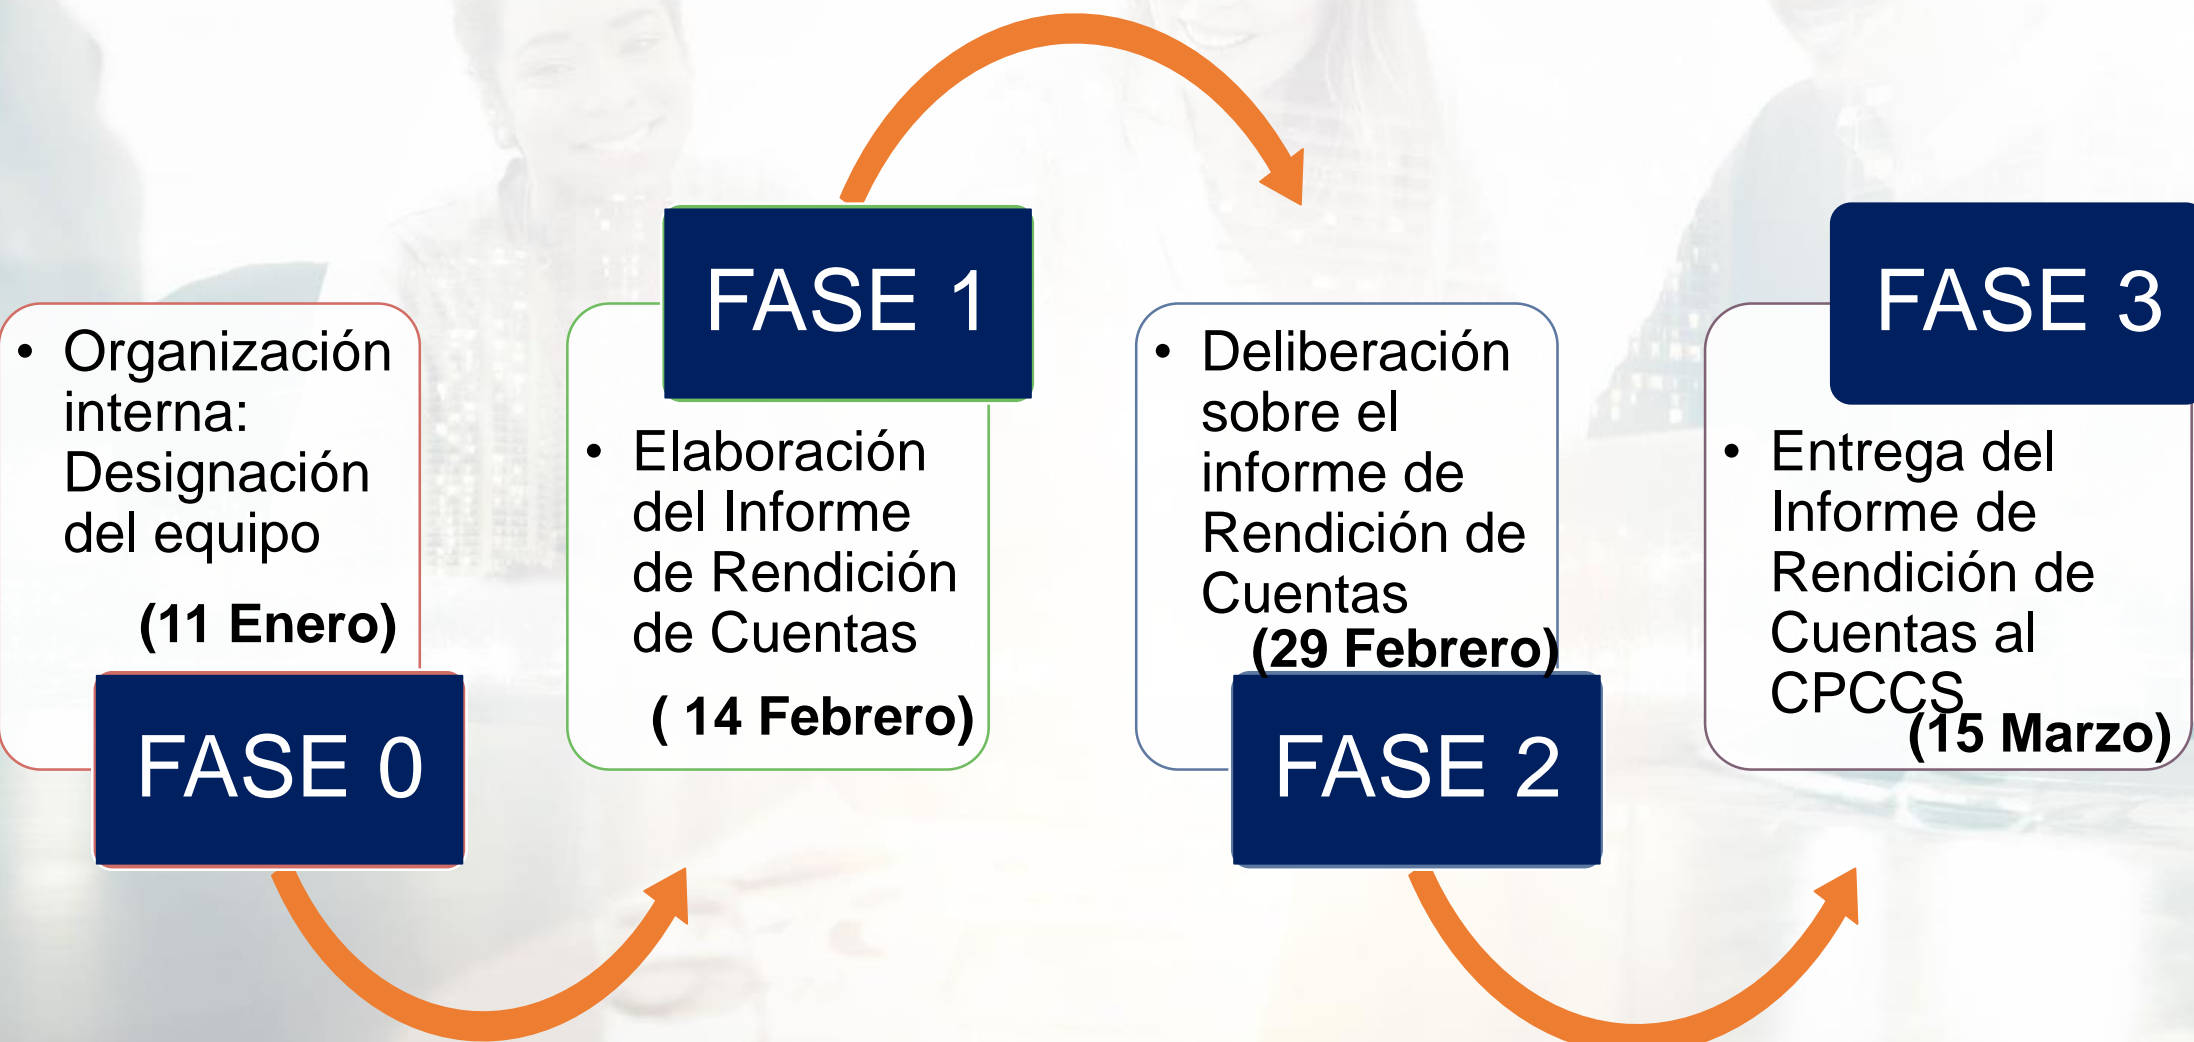 • Organización
interna:
Designación
del equipo
(11 Enero)
FASE 0
FASE 1
• Elaboración
del Informe
de Rendición
de Cuentas
( 14 Febrero)
• Deliberación
sobre el
informe de
Rendición de
Cuentas
(29 Febrero)
FASE 2
FASE 3
• Entrega del
Informe de
Rendición de
Cuentas al
CPCCS
(15 Marzo)